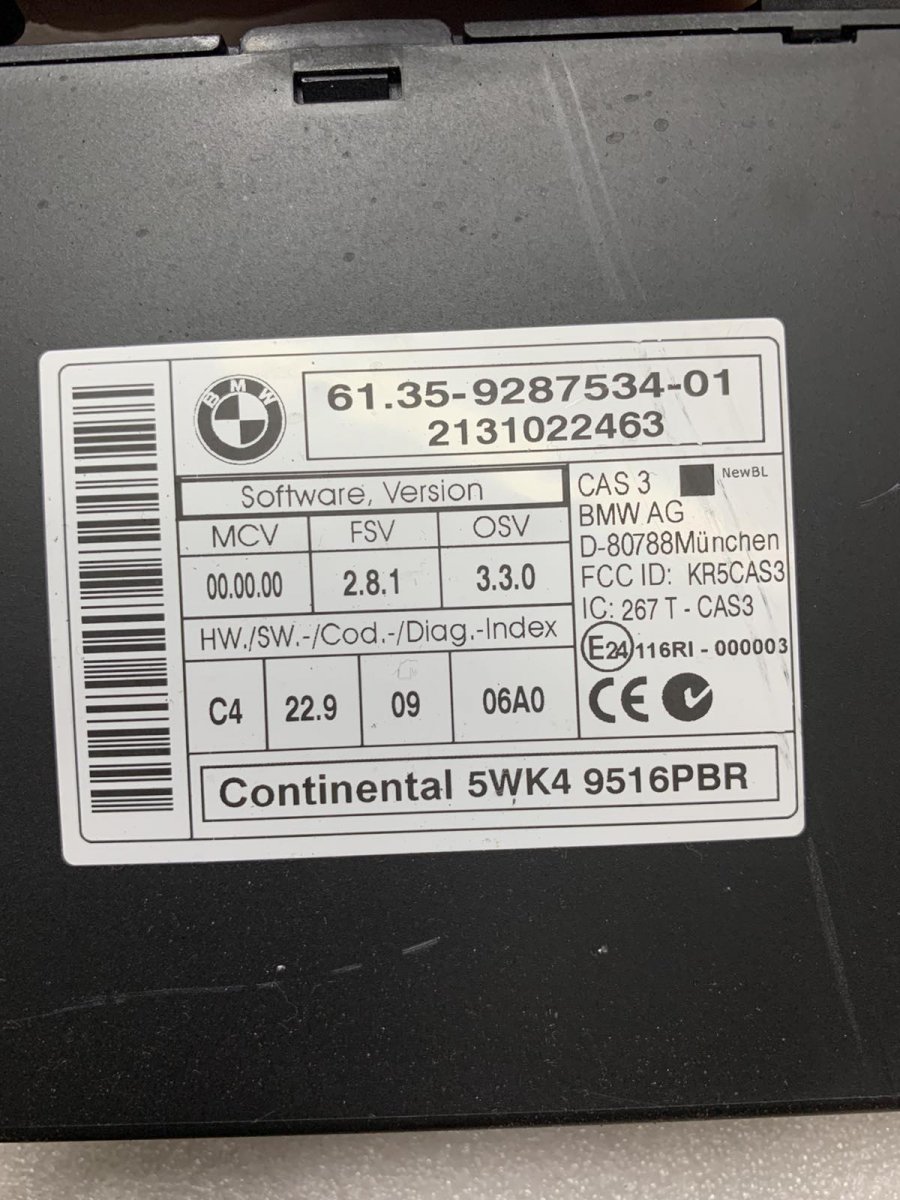 BMW
61.35-9287534-01
2131022463
Software, Version
MCV FSV OSV
00.00.00 2.8.1 3.3.0
HW./SW.-/Cod.-/Diag.-Index
C4 22.9 09 06A0
CAS 3 NewBL
BMW AG
D-80788München
FCC ID: KR5CAS3
IC: 267 T - CAS3
E24 116RI - 000003
CE
Continental 5WK4 9516PBR